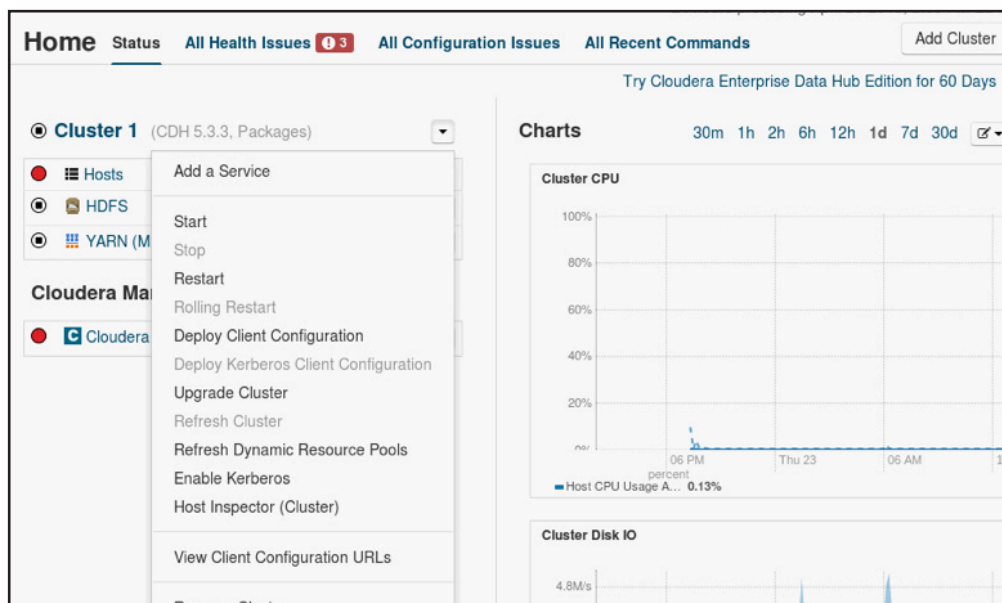 Home Status All Health Issues 3 All Configuration Issues All Recent Commands Add Cluster
Try Cloudera Enterprise Data Hub Edition for 60 Days
Cluster 1 (CDH 5.3.3, Packages)
Hosts
HDFS
YARN (M
Cloudera Ma
Cloudera
Add a Service
Start
Stop
Restart
Rolling Restart
Deploy Client Configuration
Deploy Kerberos Client Configuration
Upgrade Cluster
Refresh Cluster
Refresh Dynamic Resource Pools
Enable Kerberos
Host Inspector (Cluster)
View Client Configuration URLs
Charts 30m 1h 2h 6h 12h 1d 7d 30d
Cluster CPU
100%
80%
60%
40%
20%
0%
06 PM Thu 23 06 AM 1
percent
Host CPU Usage A... 0.13%
Cluster Disk IO
4.8M/s